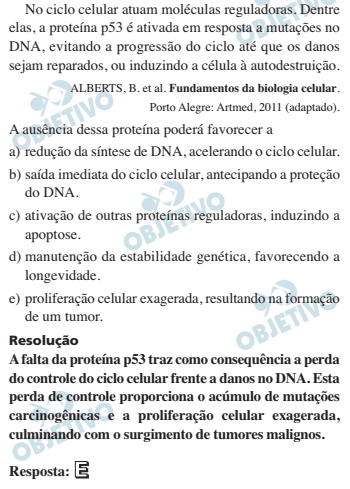 No ciclo celular atuam moléculas reguladoras. Dentre
elas, a proteína p53 é ativada em resposta a mutações no
DNA, evitando a progressão do ciclo até que os danos
sejam reparados, ou induzindo a célula à autodestruição.
ALBERTS, B. et al. Fundamentos da biologia celular.
Porto Alegre: Artmed, 2011 (adaptado).
A ausência dessa proteína poderá favorecer a
a) redução da síntese de DNA, acelerando o ciclo celular.
b) saída imediata do ciclo celular, antecipando a proteção
do DNA.
c) ativação de outras proteínas reguladoras, induzindo a
apoptose.
d) manutenção da estabilidade genética, favorecendo a
longevidade.
e) proliferação celular exagerada, resultando na formação
de um tumor.
Resolução
A falta da proteína p53 traz como consequência a perda
do controle do ciclo celular frente a danos no DNA. Esta
perda de controle proporciona o acúmulo de mutações
carcinogênicas e a proliferação celular exagerada,
culminando com o surgimento de tumores malignos.
Resposta: E
OBJETIVO
OBJETIVO
OBJETIVO
OBJETIVO
OBJETIVO